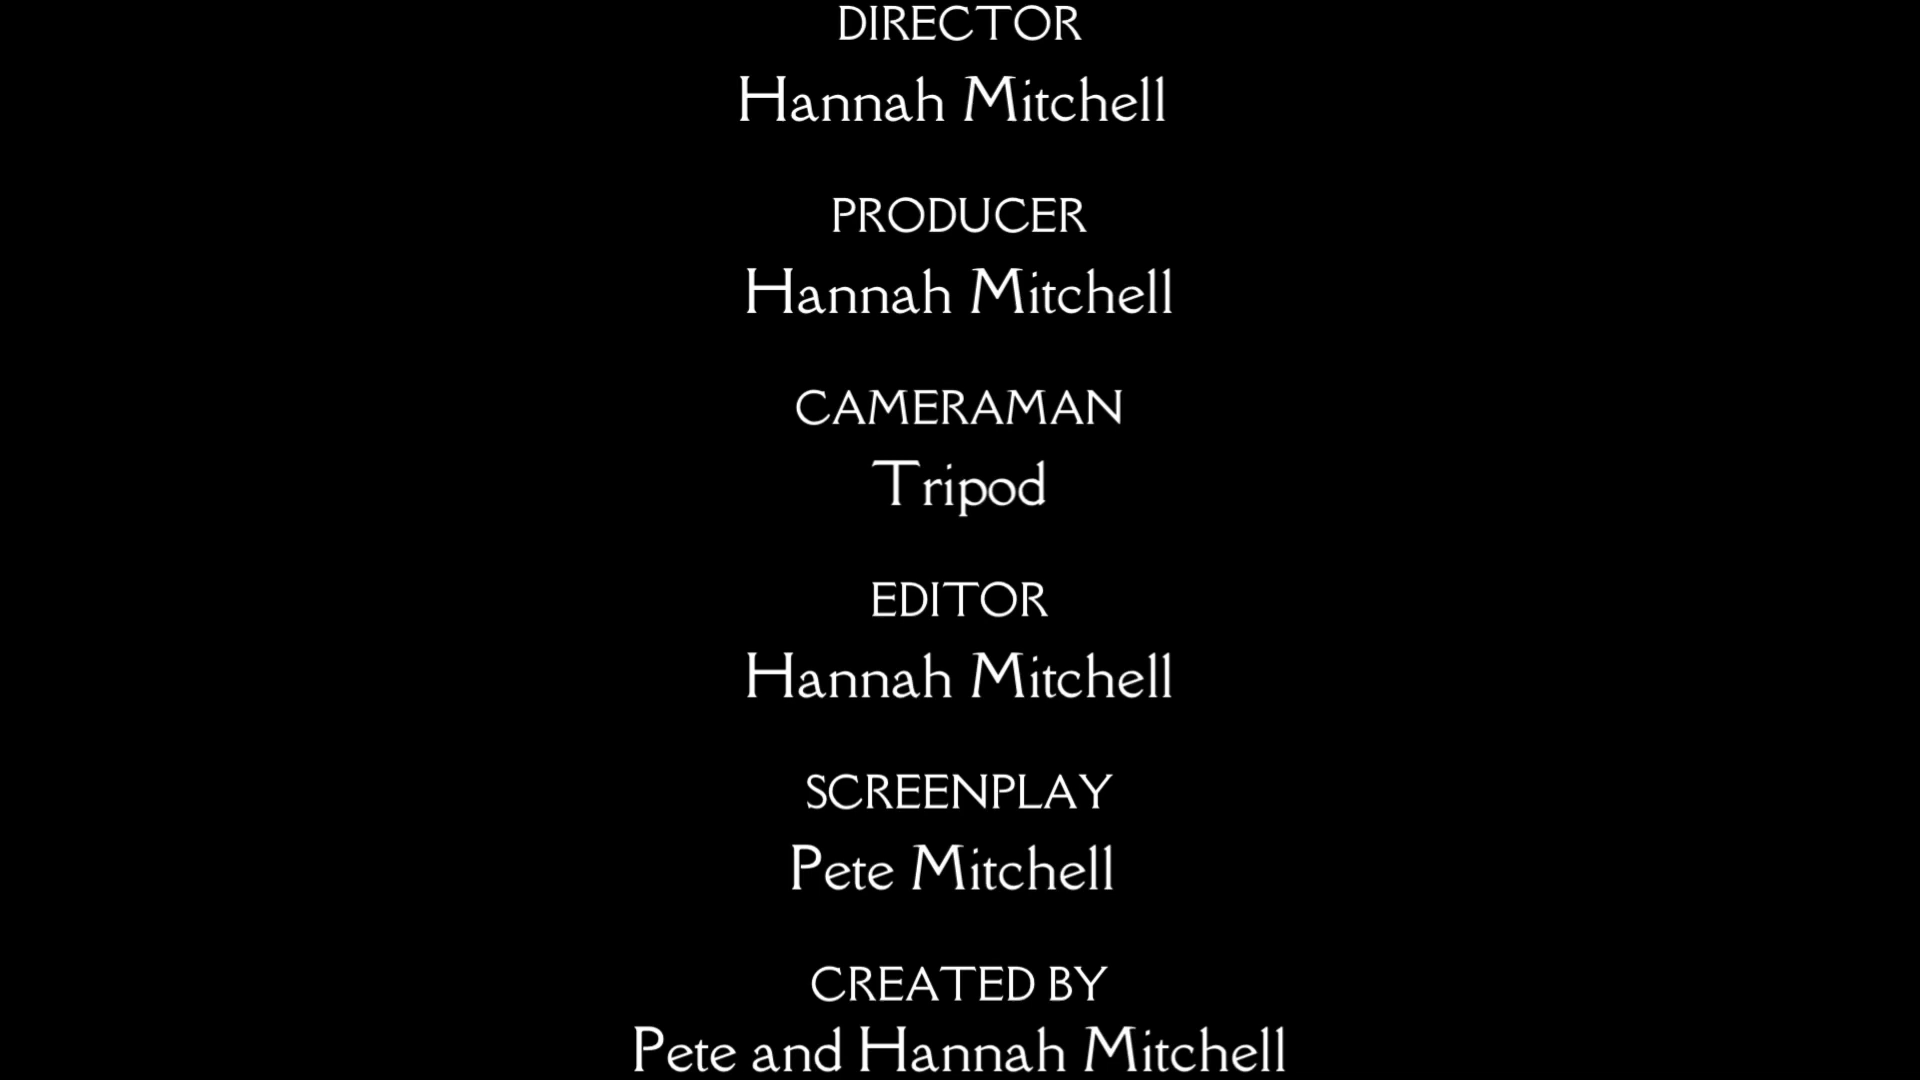 DIRECTOR
Hannah Mitchell
PRODUCER
Hannah Mitchell
CAMERAMAN
Tripod
EDITOR
Hannah Mitchell
SCREENPLAY
Pete Mitchell
CREATED BY
Pete and Hannah Mitchell